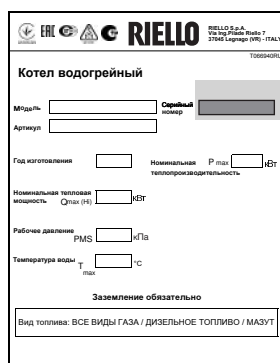 EAC RIELLO
RIELLO S.p.A.
Via Ing.Pilade Riello 7
37045 Legnago (VR) - ITALY
T066940RU
Котел водогрейный
Модель
Серийный
номер
Артикул
Год изготовления
Номинальная P max кВт
теплопроизводительность
Номинальная тепловая
мощность Qmax (Hi) кВт
Рабочее давление
PMS кПа
Температура воды
T max °C
Заземление обязательно
Вид топлива: ВСЕ ВИДЫ ГАЗА / ДИЗЕЛЬНОЕ ТОПЛИВО / МАЗУТ